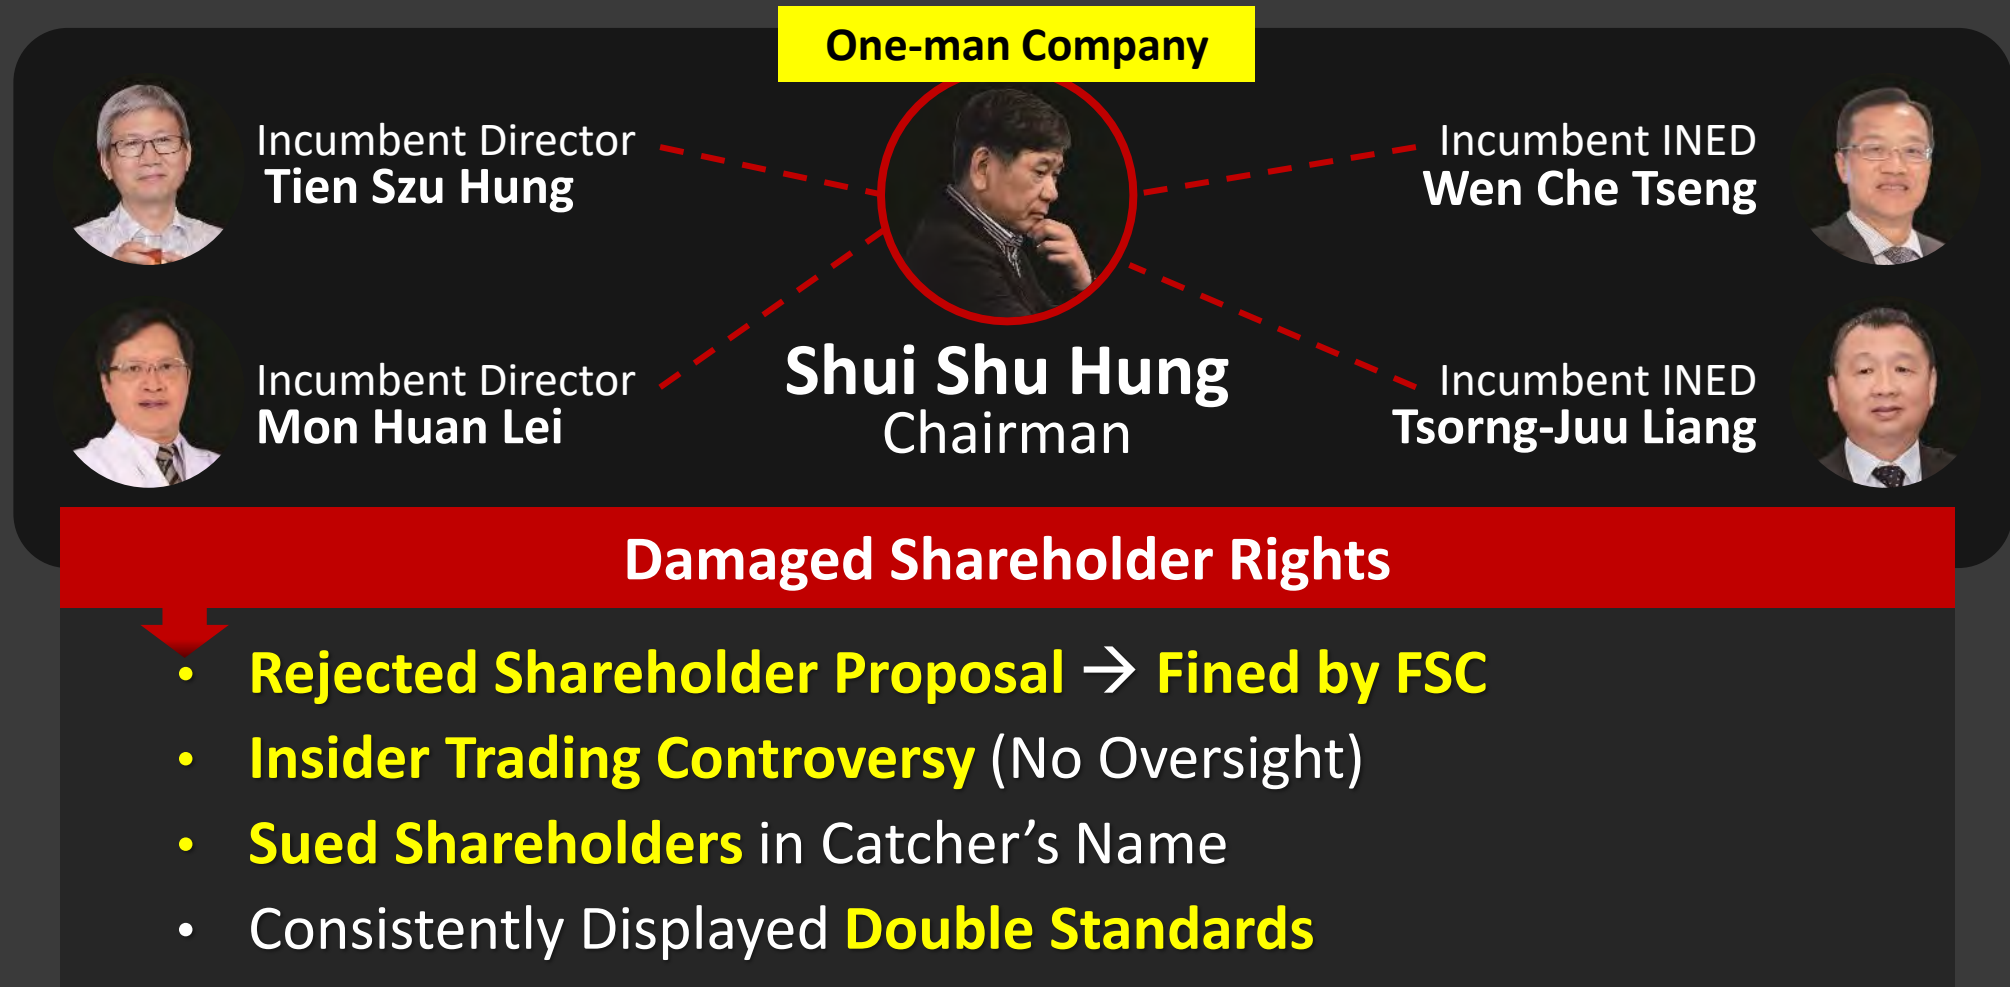 One-man Company
Incumbent Director
Tien Szu Hung
Incumbent INED
Wen Che Tseng
Shui Shu Hung
Chairman
Incumbent Director
Mon Huan Lei
Incumbent INED
Tsorng-Juu Liang
Damaged Shareholder Rights
• Rejected Shareholder Proposal → Fined by FSC
• Insider Trading Controversy (No Oversight)
• Sued Shareholders in Catcher’s Name
• Consistently Displayed Double Standards